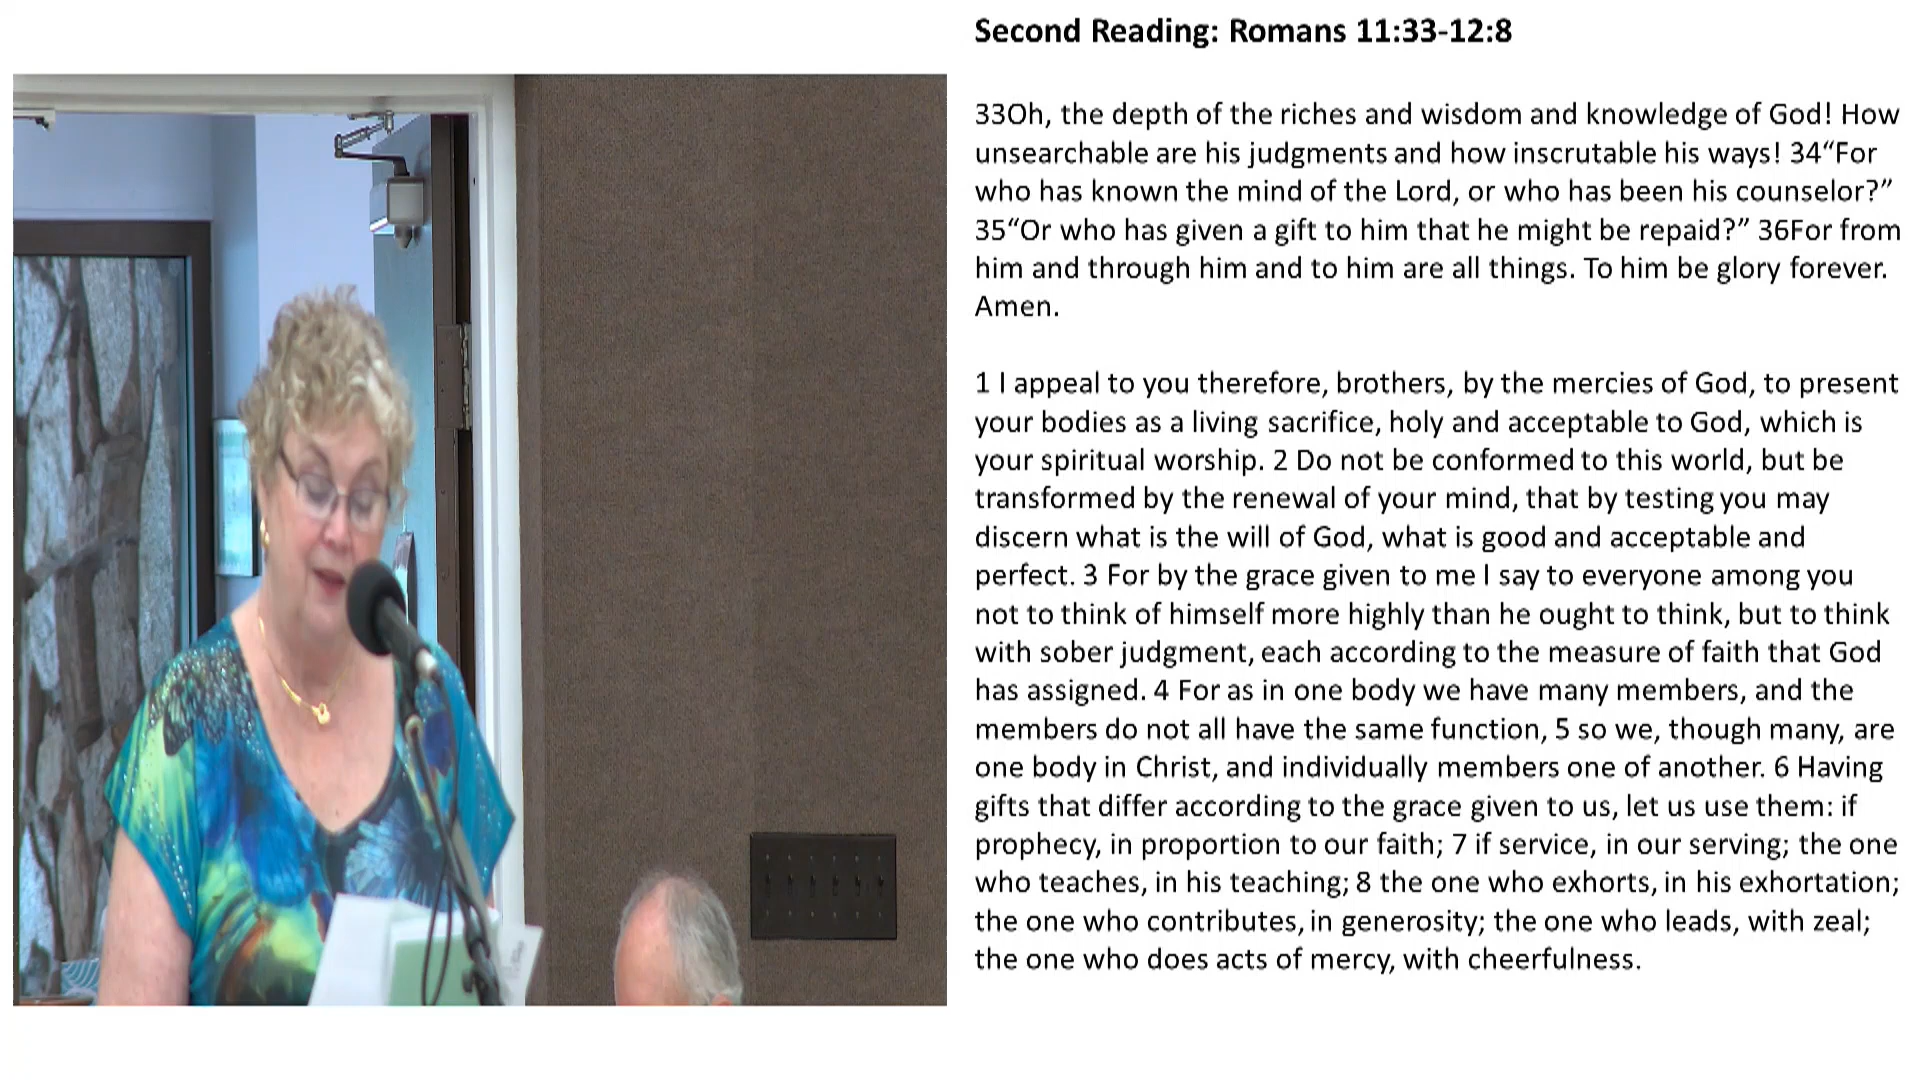 Second Reading: Romans 11:33-12:8
33Oh, the depth of the riches and wisdom and knowledge of God! How
unsearchable are his judgments and how inscrutable his ways! 34“For
who has known the mind of the Lord, or who has been his counselor?”
35“Or who has given a gift to him that he might be repaid?” 36For from
him and through him and to him are all things. To him be glory forever.
Amen.
1 I appeal to you therefore, brothers, by the mercies of God, to present
your bodies as a living sacrifice, holy and acceptable to God, which is
your spiritual worship. 2 Do not be conformed to this world, but be
transformed by the renewal of your mind, that by testing you may
discern what is the will of God, what is good and acceptable and
perfect. 3 For by the grace given to me I say to everyone among you
not to think of himself more highly than he ought to think, but to think
with sober judgment, each according to the measure of faith that God
has assigned. 4 For as in one body we have many members, and the
members do not all have the same function, 5 so we, though many, are
one body in Christ, and individually members one of another. 6 Having
gifts that differ according to the grace given to us, let us use them: if
prophecy, in proportion to our faith; 7 if service, in our serving; the one
who teaches, in his teaching; 8 the one who exhorts, in his exhortation;
the one who contributes, in generosity; the one who leads, with zeal;
the one who does acts of mercy, with cheerfulness.